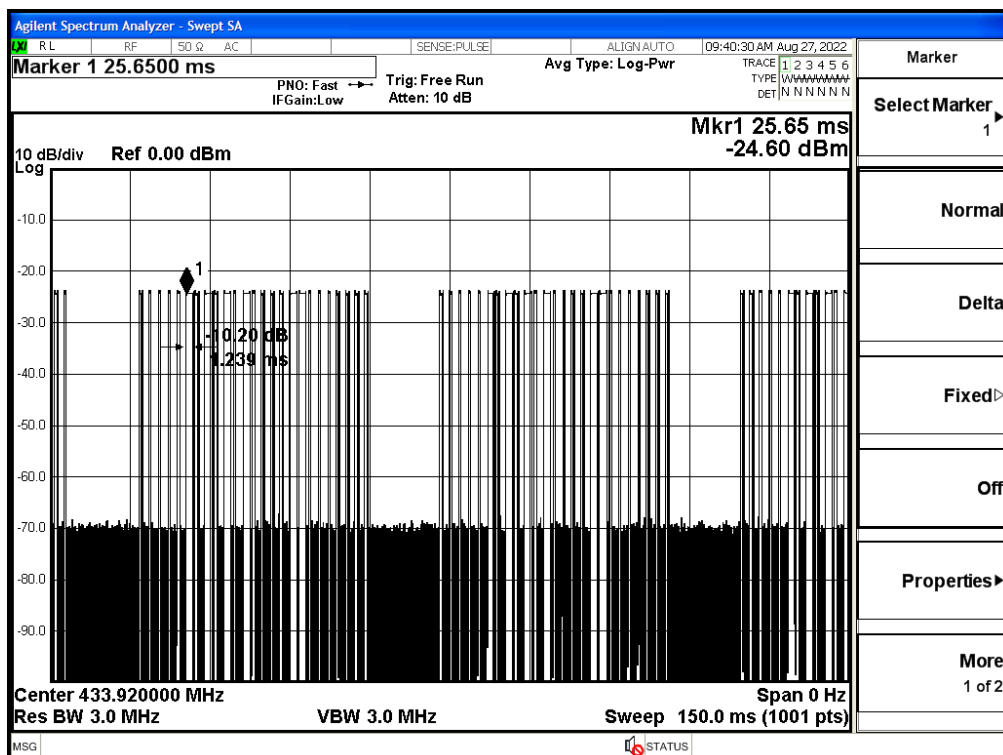 Agilent Spectrum Analyzer - Swept SA
LXI RL RF 50 Ω AC SENSE:PULSE ALIGN AUTO 09:40:30 AM Aug 27, 2022
Marker 1 25.6500 ms
PNO: Fast
IFGain:Low
Trig: Free Run
Atten: 10 dB
Avg Type: Log-Pwr
TRACE 1 2 3 4 5 6
TYPE
DET N N N N N N
Mkr1 25.65 ms
-24.60 dBm
10 dB/div Ref 0.00 dBm
Log
-10.0
-20.0
-30.0
-40.0
-50.0
-60.0
-70.0
-80.0
-90.0
1
-10.20 dB
1.239 ms
Center 433.920000 MHz Span 0 Hz
Res BW 3.0 MHz VBW 3.0 MHz Sweep 150.0 ms (1001 pts)
MSG STATUS
Marker
Select Marker
1
Normal
Delta
Fixed
Off
Properties
More
1 of 2